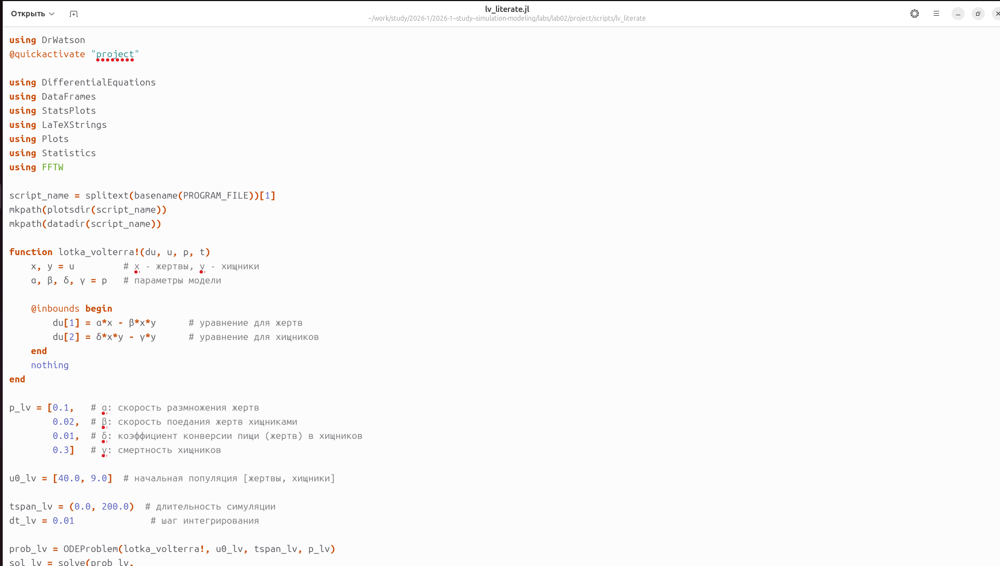 Открыть
lv_literate.jl
~/work/study/2026-1/2026-1--study--simulation-modeling/labs/lab02/project/scripts/lv_literate
using DrWatson
@quickactivate "project"
using DifferentialEquations
using DataFrames
using StatsPlots
using LaTeXStrings
using Plots
using Statistics
using FFTW
script_name = splitext(basename(PROGRAM_FILE))[1]
mkpath(plotsdir(script_name))
mkpath(datadir(script_name))
function lotka_volterra!(du, u, p, t)
    x, y = u         # x - жертвы, y - хищники
    α, β, δ, γ = p   # параметры модели
    @inbounds begin
        du[1] = α*x - β*x*y      # уравнение для жертв
        du[2] = δ*x*y - γ*y      # уравнение для хищников
    end
    nothing
end
p_lv = [0.1,   # α: скорость размножения жертв
        0.02,  # β: скорость поедания жертв хищниками
        0.01,  # δ: коэффициент конверсии пищи (жертв) в хищников
        0.3]   # γ: смертность хищников
u0_lv = [40.0, 9.0]  # начальная популяция [жертвы, хищники]
tspan_lv = (0.0, 200.0)  # длительность симуляции
dt_lv = 0.01              # шаг интегрирования
prob_lv = ODEProblem(lotka_volterra!, u0_lv, tspan_lv, p_lv)
sol_lv = solve(prob_lv,